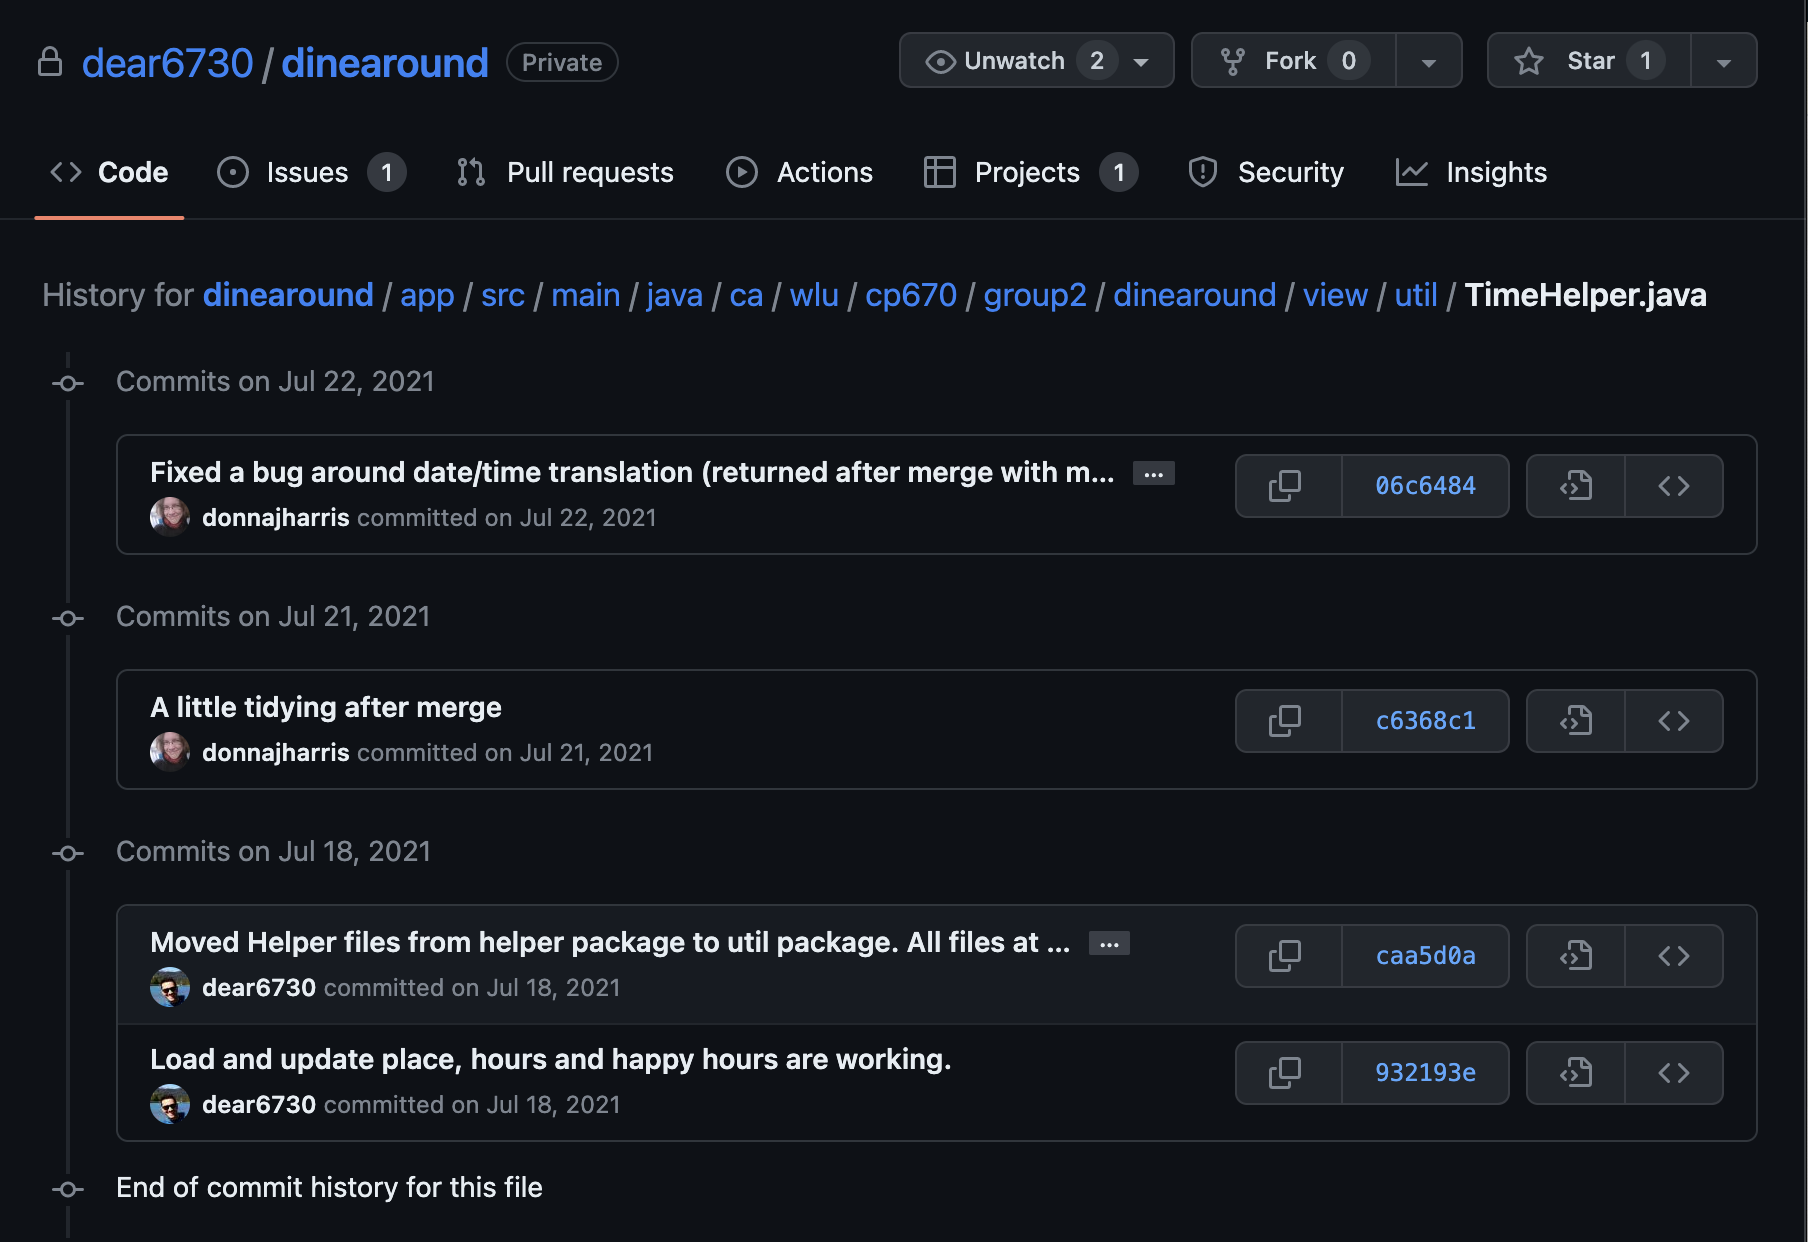 dear6730 / dinearound Private Unwatch 2 Fork 0 Star 1
Code Issues 1 Pull requests Actions Projects 1 Security Insights
History for dinearound / app / src / main / java / ca / wlu / cp670 / group2 / dinearound / view / util / TimeHelper.java
Commits on Jul 22, 2021
Fixed a bug around date/time translation (returned after merge with m... ...
06c6484
donnajharris committed on Jul 22, 2021
Commits on Jul 21, 2021
A little tidying after merge
c6368c1
donnajharris committed on Jul 21, 2021
Commits on Jul 18, 2021
Moved Helper files from helper package to util package. All files at ... ...
caa5d0a
dear6730 committed on Jul 18, 2021
Load and update place, hours and happy hours are working.
932193e
dear6730 committed on Jul 18, 2021
End of commit history for this file